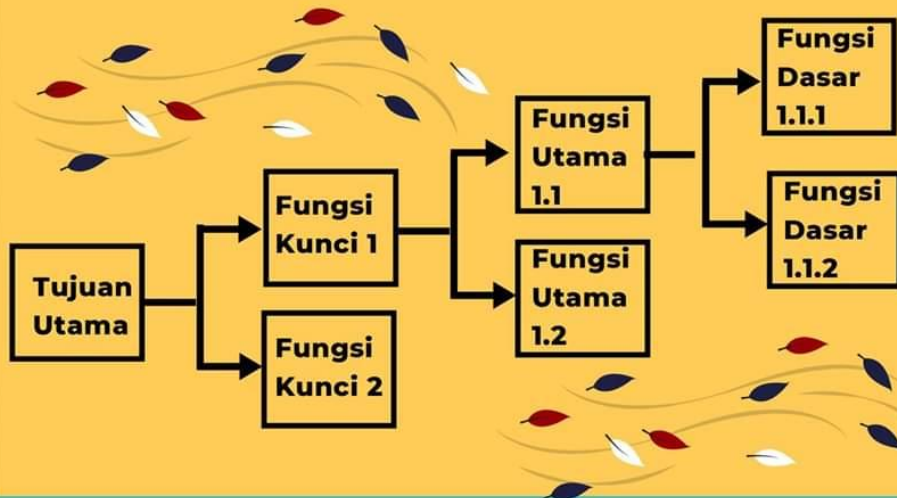 Tujuan
Utama
Fungsi
Kunci 1
Fungsi
Kunci 2
Fungsi
Utama
1.1
Fungsi
Utama
1.2
Fungsi
Dasar
1.1.1
Fungsi
Dasar
1.1.2